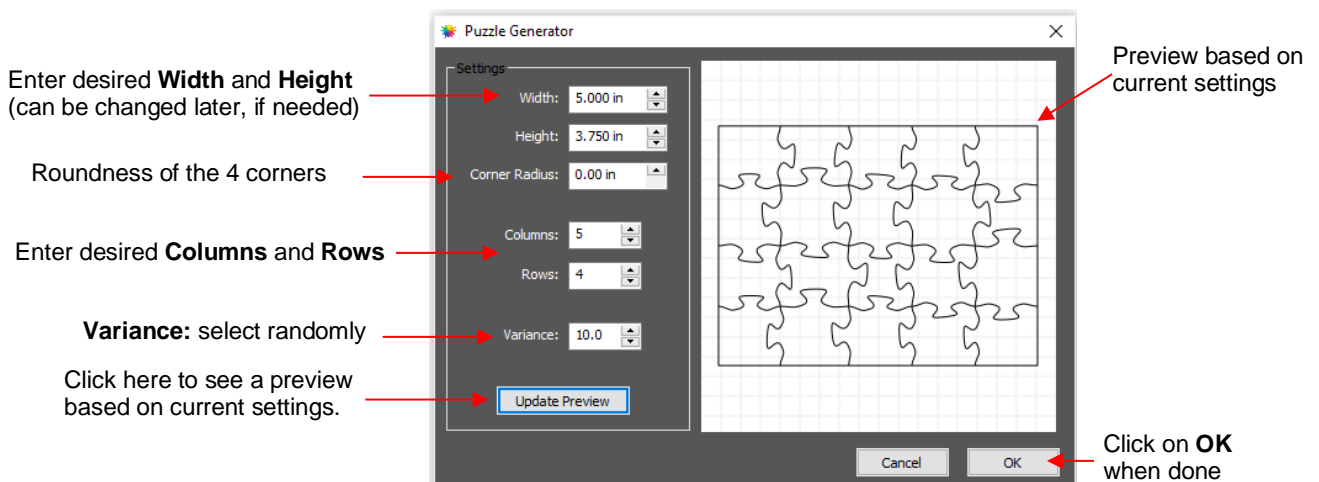 Puzzle Generator
Settings
Enter desired Width and Height
(can be changed later, if needed)
Width: 5.000 in
Height: 3.750 in
Roundness of the 4 corners
Corner Radius: 0.00 in
Enter desired Columns and Rows
Columns: 5
Rows: 4
Variance: select randomly
Variance: 10.0
Click here to see a preview
based on current settings.
Update Preview
Preview based on
current settings
Cancel
OK
Click on OK
when done